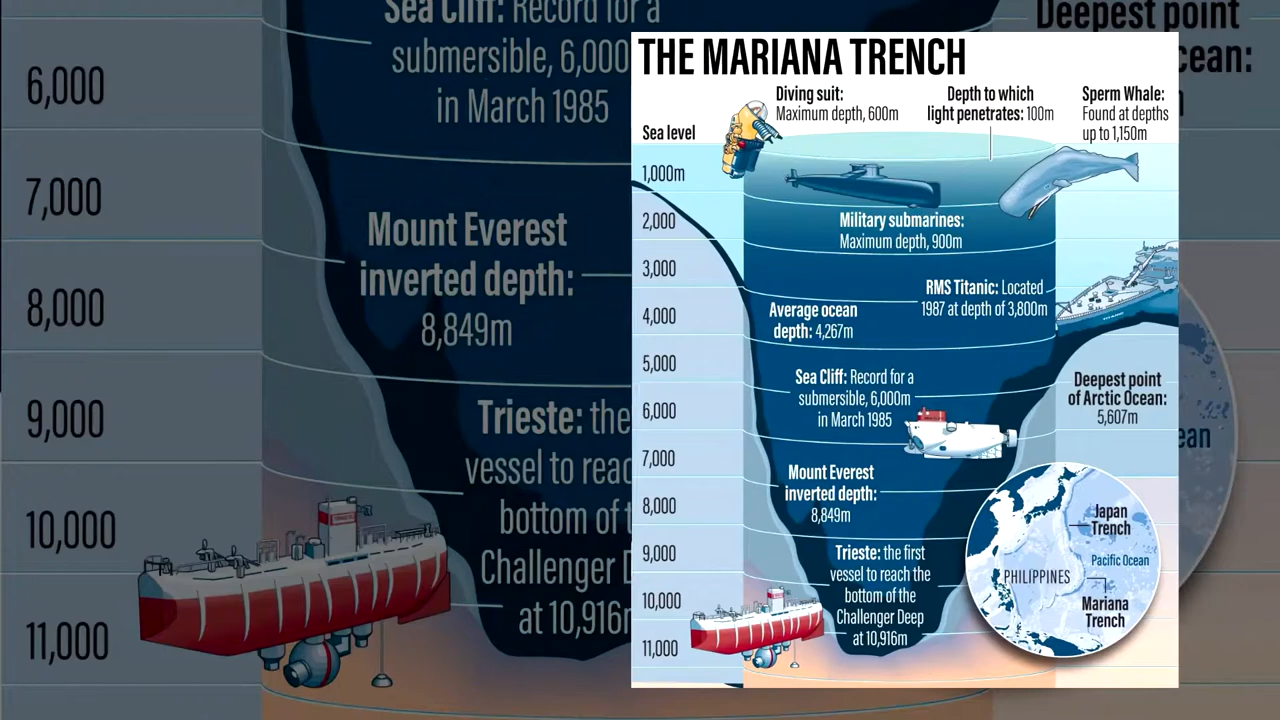 Sea Cliff: Record for a
submersible, 6,000
in March 1985
6,000
7,000
8,000
9,000
10,000
11,000
Mount Everest
inverted depth:
8,849m
Trieste: the
vessel to reac
bottom of t
Challenger D
at 10,916m
Deepest point
cean:
ean
THE MARIANA TRENCH
Diving suit:
Maximum depth, 600m
Depth to which
light penetrates: 100m
Sperm Whale:
Found at depths
up to 1,150m
Sea level
1,000m
2,000
3,000
4,000
5,000
6,000
7,000
8,000
9,000
10,000
11,000
Military submarines:
Maximum depth, 900m
RMS Titanic: Located
1987 at depth of 3,800m
Average ocean
depth: 4,267m
Sea Cliff: Record for a
submersible, 6,000m
in March 1985
Deepest point
of Arctic Ocean:
5,607m
Mount Everest
inverted depth:
8,849m
Trieste: the first
vessel to reach the
bottom of the
Challenger Deep
at 10,916m
Japan
Trench
Pacific Ocean
PHILIPPINES
Mariana
Trench